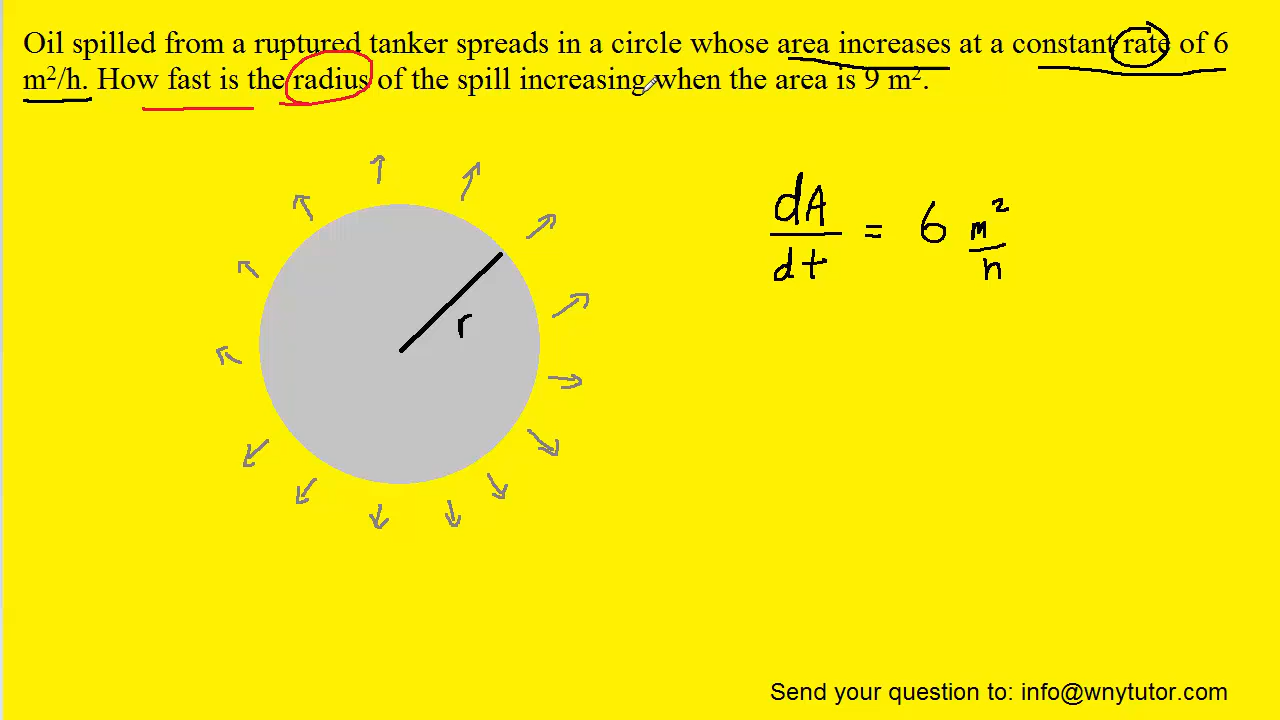 Oil spilled from a ruptured tanker spreads in a circle whose area increases at a constant rate of 6
m²/h. How fast is the radius of the spill increasing when the area is 9 m².
dA/dt = 6 m²/h
r
Send your question to: info@wnytutor.com